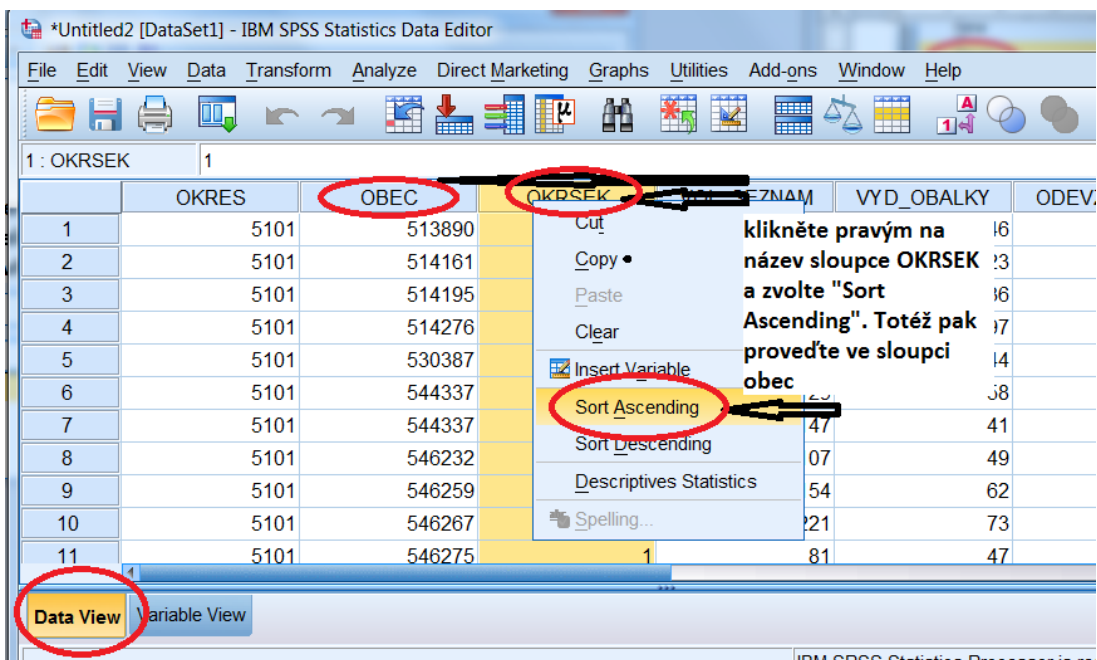 *Untitled2 [DataSet1] - IBM SPSS Statistics Data Editor
File Edit View Data Transform Analyze Direct Marketing Graphs Utilities Add-ons Window Help
1 : OKRSEK 1
OKRES OBEC OKRSEK VYD_OBALKY
1 5101 513890
2 5101 514161
3 5101 514195
4 5101 514276
5 5101 530387
6 5101 544337
7 5101 544337 47 41
8 5101 546232 07 49
9 5101 546259 54 62
10 5101 546267 221 73
11 5101 546275 1 81 47
Cut
Copy
Paste
Clear
Insert Variable
Sort Ascending
Sort Descending
Descriptives Statistics
Spelling...
klikněte pravým na
název sloupce OKRSEK
a zvolte "Sort
Ascending". Totéž pak
proveďte ve sloupci
obec
Data View Variable View